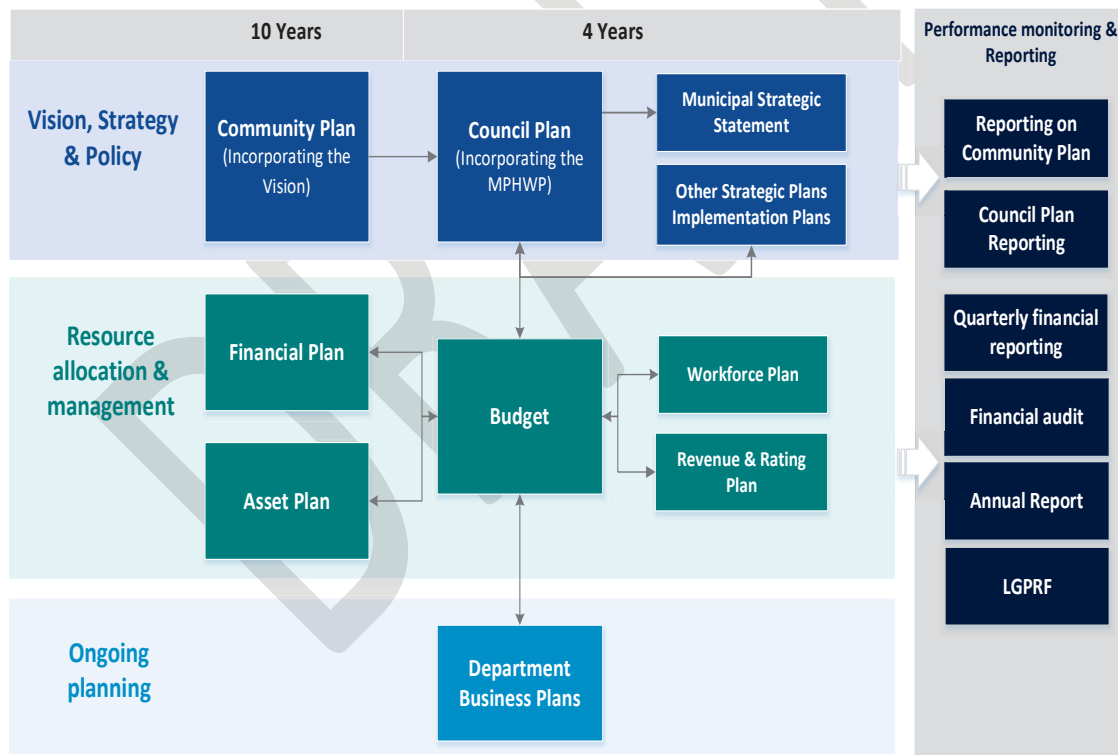 10 Years
4 Years
Performance monitoring &
Reporting
Vision, Strategy
& Policy
Community Plan
(Incorporating the
Vision)
Council Plan
(Incorporating the
MPHWP)
Municipal Strategic
Statement
Other Strategic Plans
Implementation Plans
Reporting on
Community Plan
Council Plan
Reporting
Resource
allocation &
management
Financial Plan
Asset Plan
Budget
Workforce Plan
Revenue & Rating
Plan
Quarterly financial
reporting
Financial audit
Annual Report
LGPRF
Ongoing
planning
Department
Business Plans
DRAFT